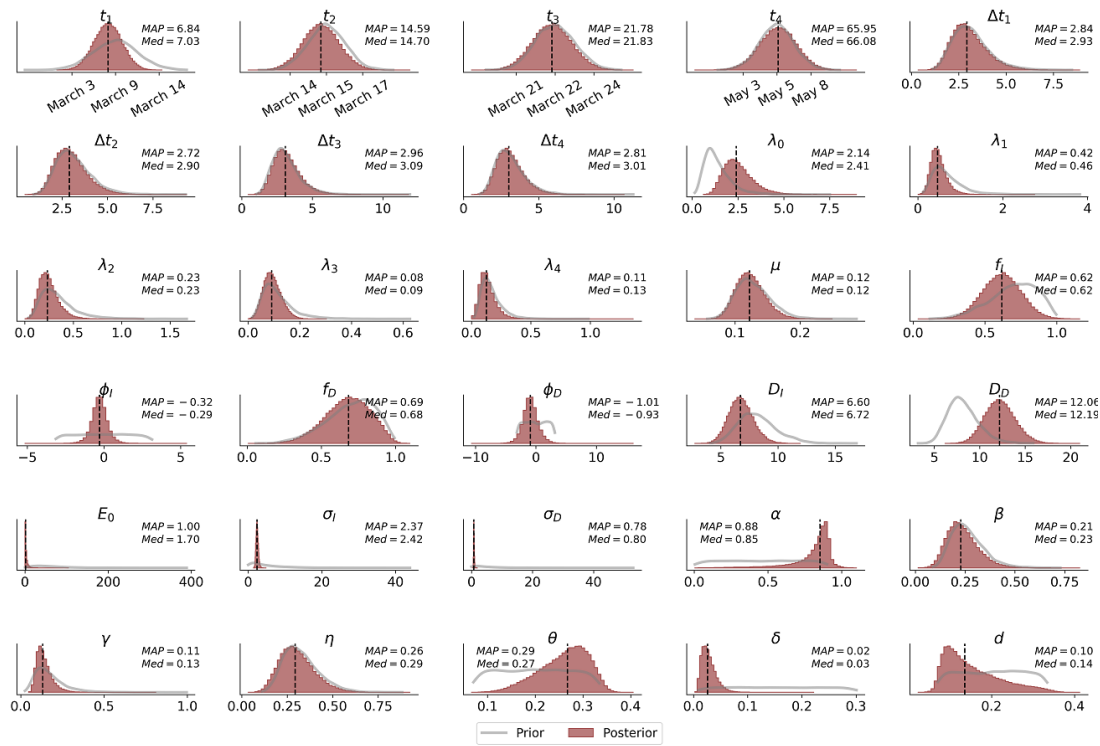 t₁
MAP = 6.84
Med = 7.03
March 3 March 9 March 14
t₂
MAP = 14.59
Med = 14.70
March 14 March 15 March 17
t₃
MAP = 21.78
Med = 21.83
March 21 March 22 March 24
t₄
MAP = 65.95
Med = 66.08
May 3 May 5 May 8
Δt₁
MAP = 2.84
Med = 2.93
0.0 2.5 5.0 7.5
Δt₂
MAP = 2.72
Med = 2.90
2.5 5.0 7.5
Δt₃
MAP = 2.96
Med = 3.09
0 5 10
Δt₄
MAP = 2.81
Med = 3.01
0 5 10
λ₀
MAP = 2.14
Med = 2.41
0.0 2.5 5.0 7.5
λ₁
MAP = 0.42
Med = 0.46
0 2 4
λ₂
MAP = 0.23
Med = 0.23
0.0 0.5 1.0 1.5
λ₃
MAP = 0.08
Med = 0.09
0.0 0.2 0.4 0.6
λ₄
MAP = 0.11
Med = 0.13
0.0 0.5 1.0
μ
MAP = 0.12
Med = 0.12
0.1 0.2
f_I
MAP = 0.62
Med = 0.62
0.0 0.5 1.0
ϕ_I
MAP = −0.32
Med = −0.29
−5 0 5
f_D
MAP = 0.69
Med = 0.68
0.0 0.5 1.0
ϕ_D
MAP = −1.01
Med = −0.93
−10 0 10
D_I
MAP = 6.60
Med = 6.72
5 10 15
D_D
MAP = 12.06
Med = 12.19
5 10 15 20
E₀
MAP = 1.00
Med = 1.70
0 200 400
σ_I
MAP = 2.37
Med = 2.42
0 20 40
σ_D
MAP = 0.78
Med = 0.80
0 20 40
α
MAP = 0.88
Med = 0.85
0.0 0.5 1.0
β
MAP = 0.21
Med = 0.23
0.00 0.25 0.50 0.75
γ
MAP = 0.11
Med = 0.13
0.0 0.5 1.0
η
MAP = 0.26
Med = 0.29
0.00 0.25 0.50 0.75
θ
MAP = 0.29
Med = 0.27
0.1 0.2 0.3 0.4
δ
MAP = 0.02
Med = 0.03
0.0 0.1 0.2 0.3
d
MAP = 0.10
Med = 0.14
0.0 0.2 0.4
Prior Posterior